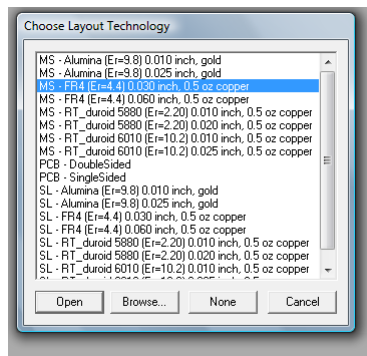 Choose Layout Technology
MS - Alumina (Er=9.8) 0.010 inch, gold
MS - Alumina (Er=9.8) 0.025 inch, gold
MS - FR4 (Er=4.4) 0.030 inch, 0.5 oz copper
MS - FR4 (Er=4.4) 0.060 inch, 0.5 oz copper
MS - RT_duroid 5880 (Er=2.20) 0.010 inch, 0.5 oz copper
MS - RT_duroid 5880 (Er=2.20) 0.020 inch, 0.5 oz copper
MS - RT_duroid 6010 (Er=10.2) 0.010 inch, 0.5 oz copper
MS - RT_duroid 6010 (Er=10.2) 0.025 inch, 0.5 oz copper
PCB - DoubleSided
PCB - SingleSided
SL - Alumina (Er=9.8) 0.010 inch, gold
SL - Alumina (Er=9.8) 0.025 inch, gold
SL - FR4 (Er=4.4) 0.030 inch, 0.5 oz copper
SL - FR4 (Er=4.4) 0.060 inch, 0.5 oz copper
SL - RT_duroid 5880 (Er=2.20) 0.010 inch, 0.5 oz copper
SL - RT_duroid 5880 (Er=2.20) 0.020 inch, 0.5 oz copper
SL - RT_duroid 6010 (Er=10.2) 0.010 inch, 0.5 oz copper
Open Browse... None Cancel